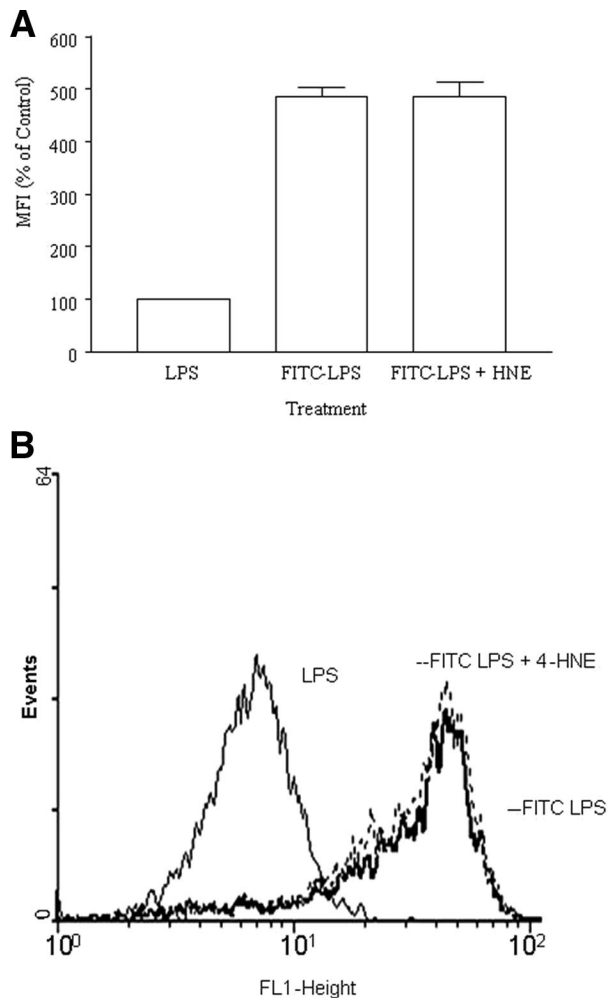 A
600
500
400
300
200
100
0
MFI (% of Control)
LPS
FITC-LPS
FITC-LPS + HNE
Treatment
B
64
0
Events
LPS
--FITC LPS + 4-HNE
–FITC LPS
10⁰
10¹
10²
FL1-Height